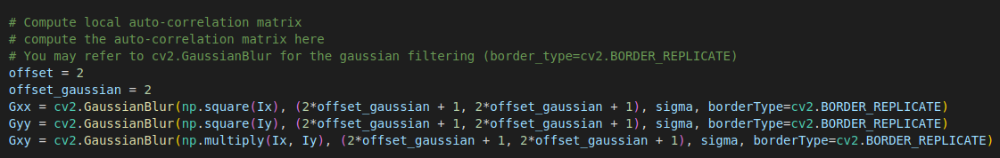 # Compute local auto-correlation matrix
# compute the auto-correlation matrix here
# You may refer to cv2.GaussianBlur for the gaussian filtering (border_type=cv2.BORDER_REPLICATE)
offset = 2
offset_gaussian = 2
Gxx = cv2.GaussianBlur(np.square(Ix), (2*offset_gaussian + 1, 2*offset_gaussian + 1), sigma, borderType=cv2.BORDER_REPLICATE)
Gyy = cv2.GaussianBlur(np.square(Iy), (2*offset_gaussian + 1, 2*offset_gaussian + 1), sigma, borderType=cv2.BORDER_REPLICATE)
Gxy = cv2.GaussianBlur(np.multiply(Ix, Iy), (2*offset_gaussian + 1, 2*offset_gaussian + 1), sigma, borderType=cv2.BORDER_REPLICATE)